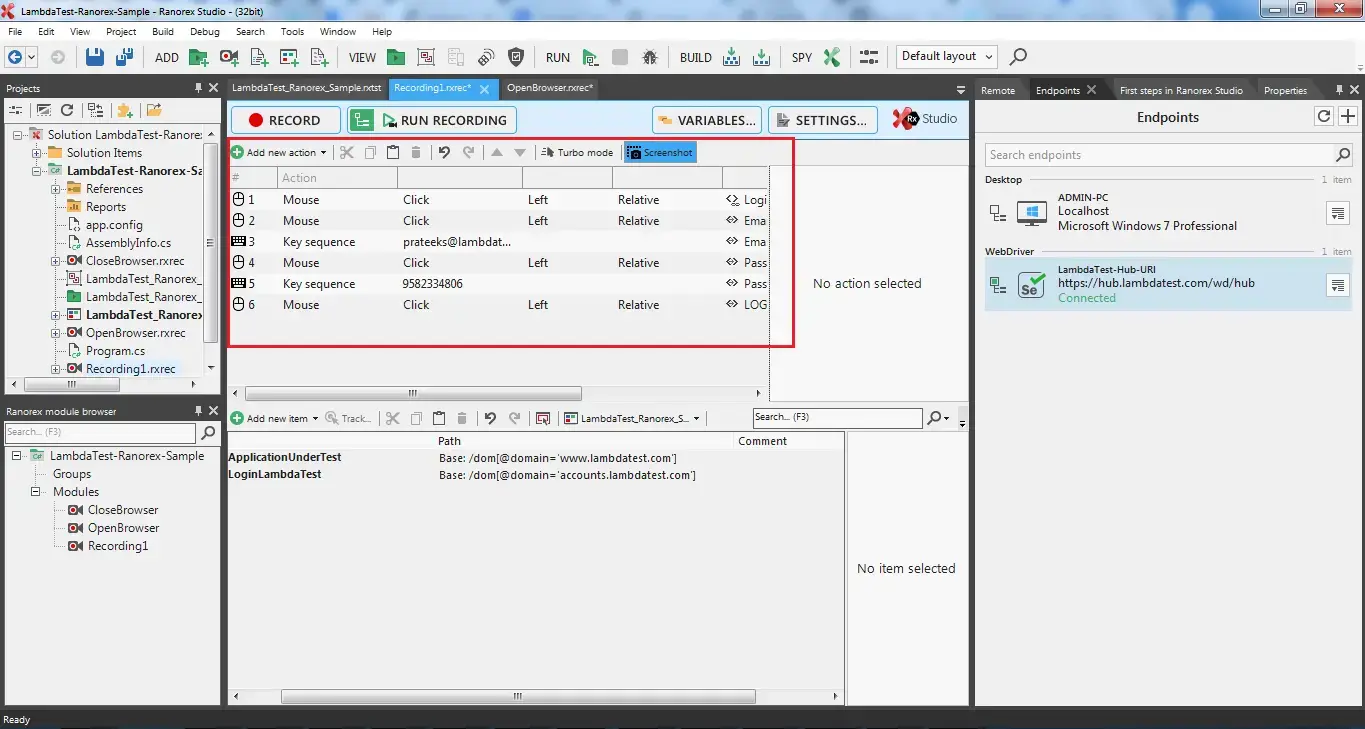 LambdaTest-Ranorex-Sample - Ranorex Studio - (32bit)
File Edit View Project Build Debug Search Tools Window Help
ADD VIEW RUN BUILD SPY Default layout
Projects
Solution LambdaTest-Ranore:
Solution Items
LambdaTest-Ranorex-Sa
References
Reports
app.config
AssemblyInfo.cs
CloseBrowser.rxrec
LambdaTest_Ranorex_
LambdaTest_Ranorex_
LambdaTest_Ranorex
OpenBrowser.rxrec
Program.cs
Recording1.rxrec
Ranorex module browser
Search... (F3)
LambdaTest-Ranorex-Sample
Groups
Modules
CloseBrowser
OpenBrowser
Recording1
LambdaTest_Ranorex_Sample.rxtst Recording1.rxrec* OpenBrowser.rxrec*
RECORD RUN RECORDING VARIABLES... SETTINGS... Rx Studio
Add new action Turbo mode Screenshot
# Action
1 Mouse Click Left Relative Logi
2 Mouse Click Left Relative Ema
3 Key sequence prateeks@lambdat... Ema
4 Mouse Click Left Relative Pass
5 Key sequence 9582334806 Pass
6 Mouse Click Left Relative LOG
No action selected
Add new item Track... LambdaTest_Ranorex_S... Search... (F3)
Path Comment
ApplicationUnderTest Base: /dom[@domain='www.lambdatest.com']
LoginLambdaTest Base: /dom[@domain='accounts.lambdatest.com']
No item selected
Remote Endpoints First steps in Ranorex Studio Properties
Endpoints
Search endpoints
Desktop 1 item
ADMIN-PC
Localhost
Microsoft Windows 7 Professional
WebDriver 1 item
Se
LambdaTest-Hub-URI
https://hub.lambdatest.com/wd/hub
Connected
Ready